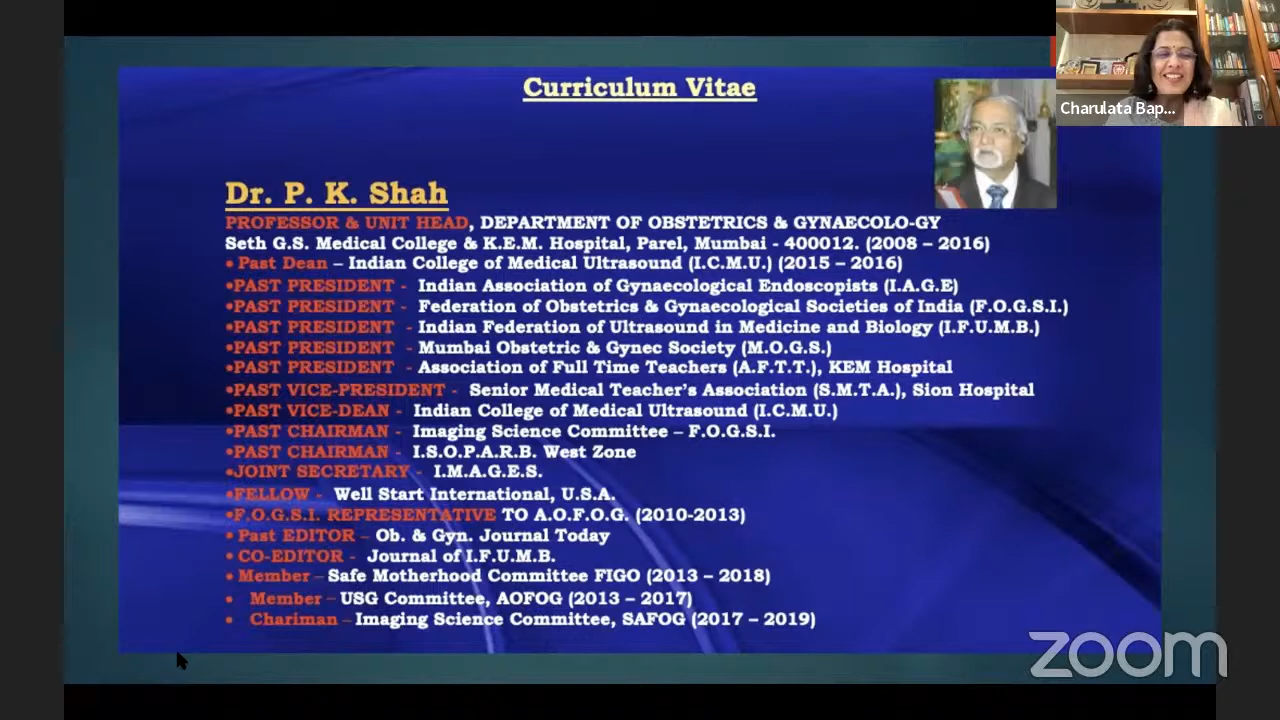 Curriculum Vitae
Charulata Bap...
Dr. P. K. Shah
PROFESSOR & UNIT HEAD, DEPARTMENT OF OBSTETRICS & GYNAECOLO-GY
Seth G.S. Medical College & K.E.M. Hospital, Parel, Mumbai - 400012. (2008 – 2016)
• Past Dean – Indian College of Medical Ultrasound (I.C.M.U.) (2015 – 2016)
•PAST PRESIDENT - Indian Association of Gynaecological Endoscopists (I.A.G.E)
•PAST PRESIDENT - Federation of Obstetrics & Gynaecological Societies of India (F.O.G.S.I.)
•PAST PRESIDENT - Indian Federation of Ultrasound in Medicine and Biology (I.F.U.M.B.)
•PAST PRESIDENT - Mumbai Obstetric & Gynec Society (M.O.G.S.)
•PAST PRESIDENT - Association of Full Time Teachers (A.F.T.T.), KEM Hospital
•PAST VICE-PRESIDENT - Senior Medical Teacher's Association (S.M.T.A.), Sion Hospital
•PAST VICE-DEAN - Indian College of Medical Ultrasound (I.C.M.U.)
•PAST CHAIRMAN - Imaging Science Committee – F.O.G.S.I.
•PAST CHAIRMAN - I.S.O.P.A.R.B. West Zone
•JOINT SECRETARY - I.M.A.G.E.S.
•FELLOW - Well Start International, U.S.A.
•F.O.G.S.I. REPRESENTATIVE TO A.O.F.O.G. (2010-2013)
• Past EDITOR – Ob. & Gyn. Journal Today
• CO-EDITOR - Journal of I.F.U.M.B.
• Member – Safe Motherhood Committee FIGO (2013 – 2018)
• Member – USG Committee, AOFOG (2013 – 2017)
• Chariman – Imaging Science Committee, SAFOG (2017 – 2019)
zoom